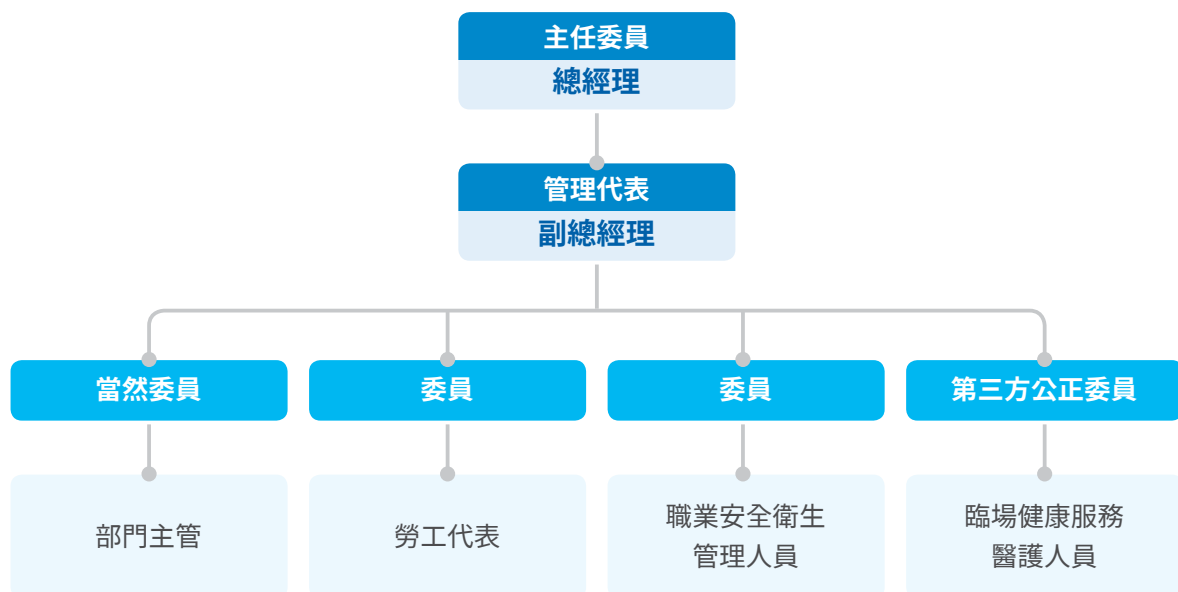 主任委員
總經理
管理代表
副總經理
當然委員
委員
委員
第三方公正委員
部門主管
勞工代表
職業安全衛生
管理人員
臨場健康服務
醫護人員